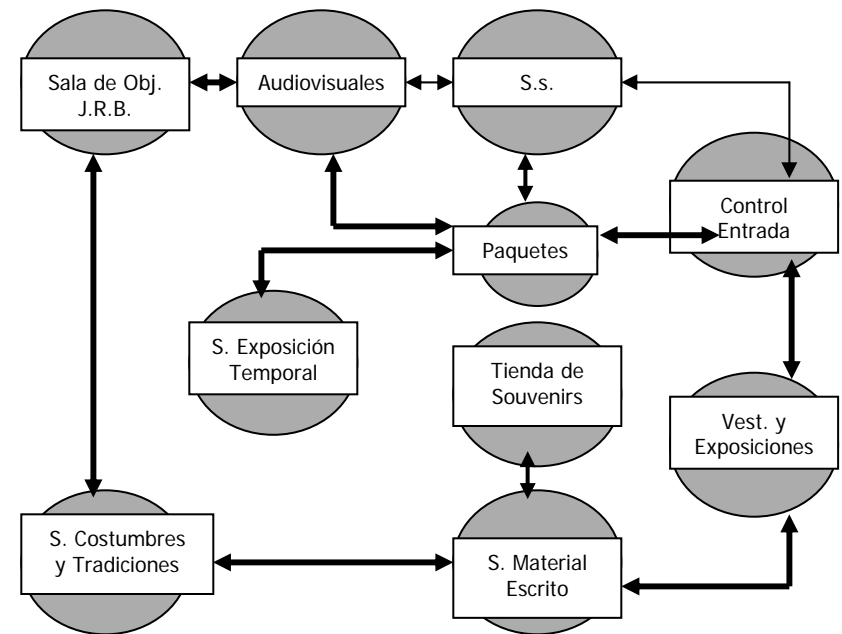 Sala de Obj.
J.R.B.
Audiovisuales
S.s.
Control
Entrada
Paquetes
S. Exposición
Temporal
Tienda de
Souvenirs
Vest. y
Exposiciones
S. Costumbres
y Tradiciones
S. Material
Escrito